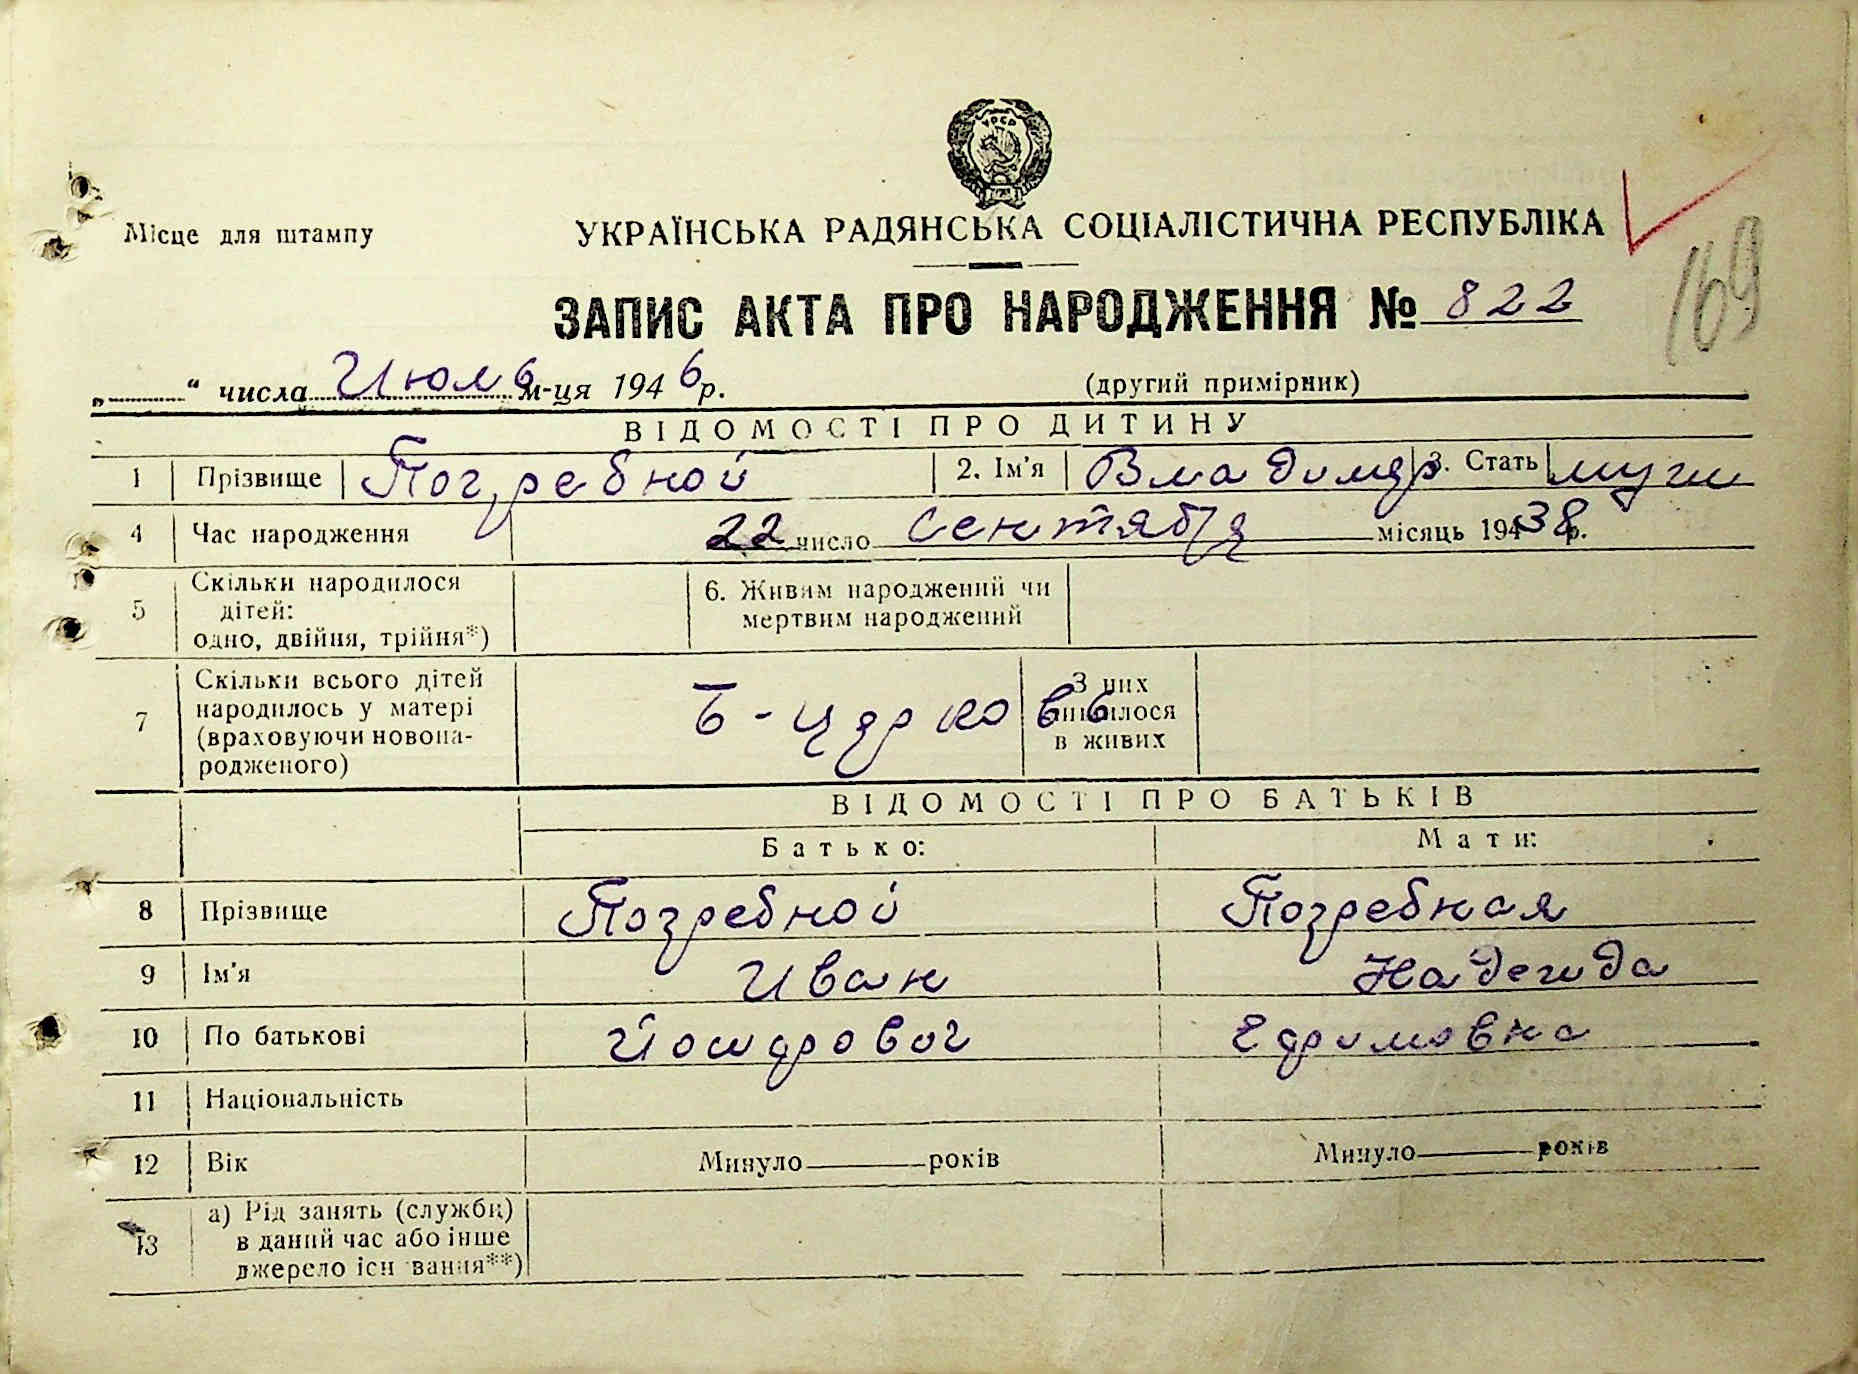 УРСР
Місце для штампу
УКРАЇНСЬКА РАДЯНСЬКА СОЦІАЛІСТИЧНА РЕСПУБЛІКА
169
ЗАПИС АКТА ПРО НАРОДЖЕННЯ № 822
„ “ числа Июль м-ця 1946 р.
(другий примірник)
ВІДОМОСТІ ПРО ДИТИНУ
1 Прізвище Погребной 2. Ім'я Владимир 3. Стать муж
4 Час народження 22 число сентября місяць 1938 р.
5 Скільки народилося дітей: одно, двійня, трійня*)
6. Живим народжений чи мертвим народжений
7 Скільки всього дітей народилось у матері (враховуючи новонародженого)
Б-Церковь
З них лишилося в живих
ВІДОМОСТІ ПРО БАТЬКІВ
Батько: Мати:
8 Прізвище Погребной Погребная
9 Ім'я Иван Надежда
10 По батькові Ефимовна
11 Національність
12 Вік Минуло років Минуло років
13 а) Рід занять (служби) в даний час або інше джерело існування**)